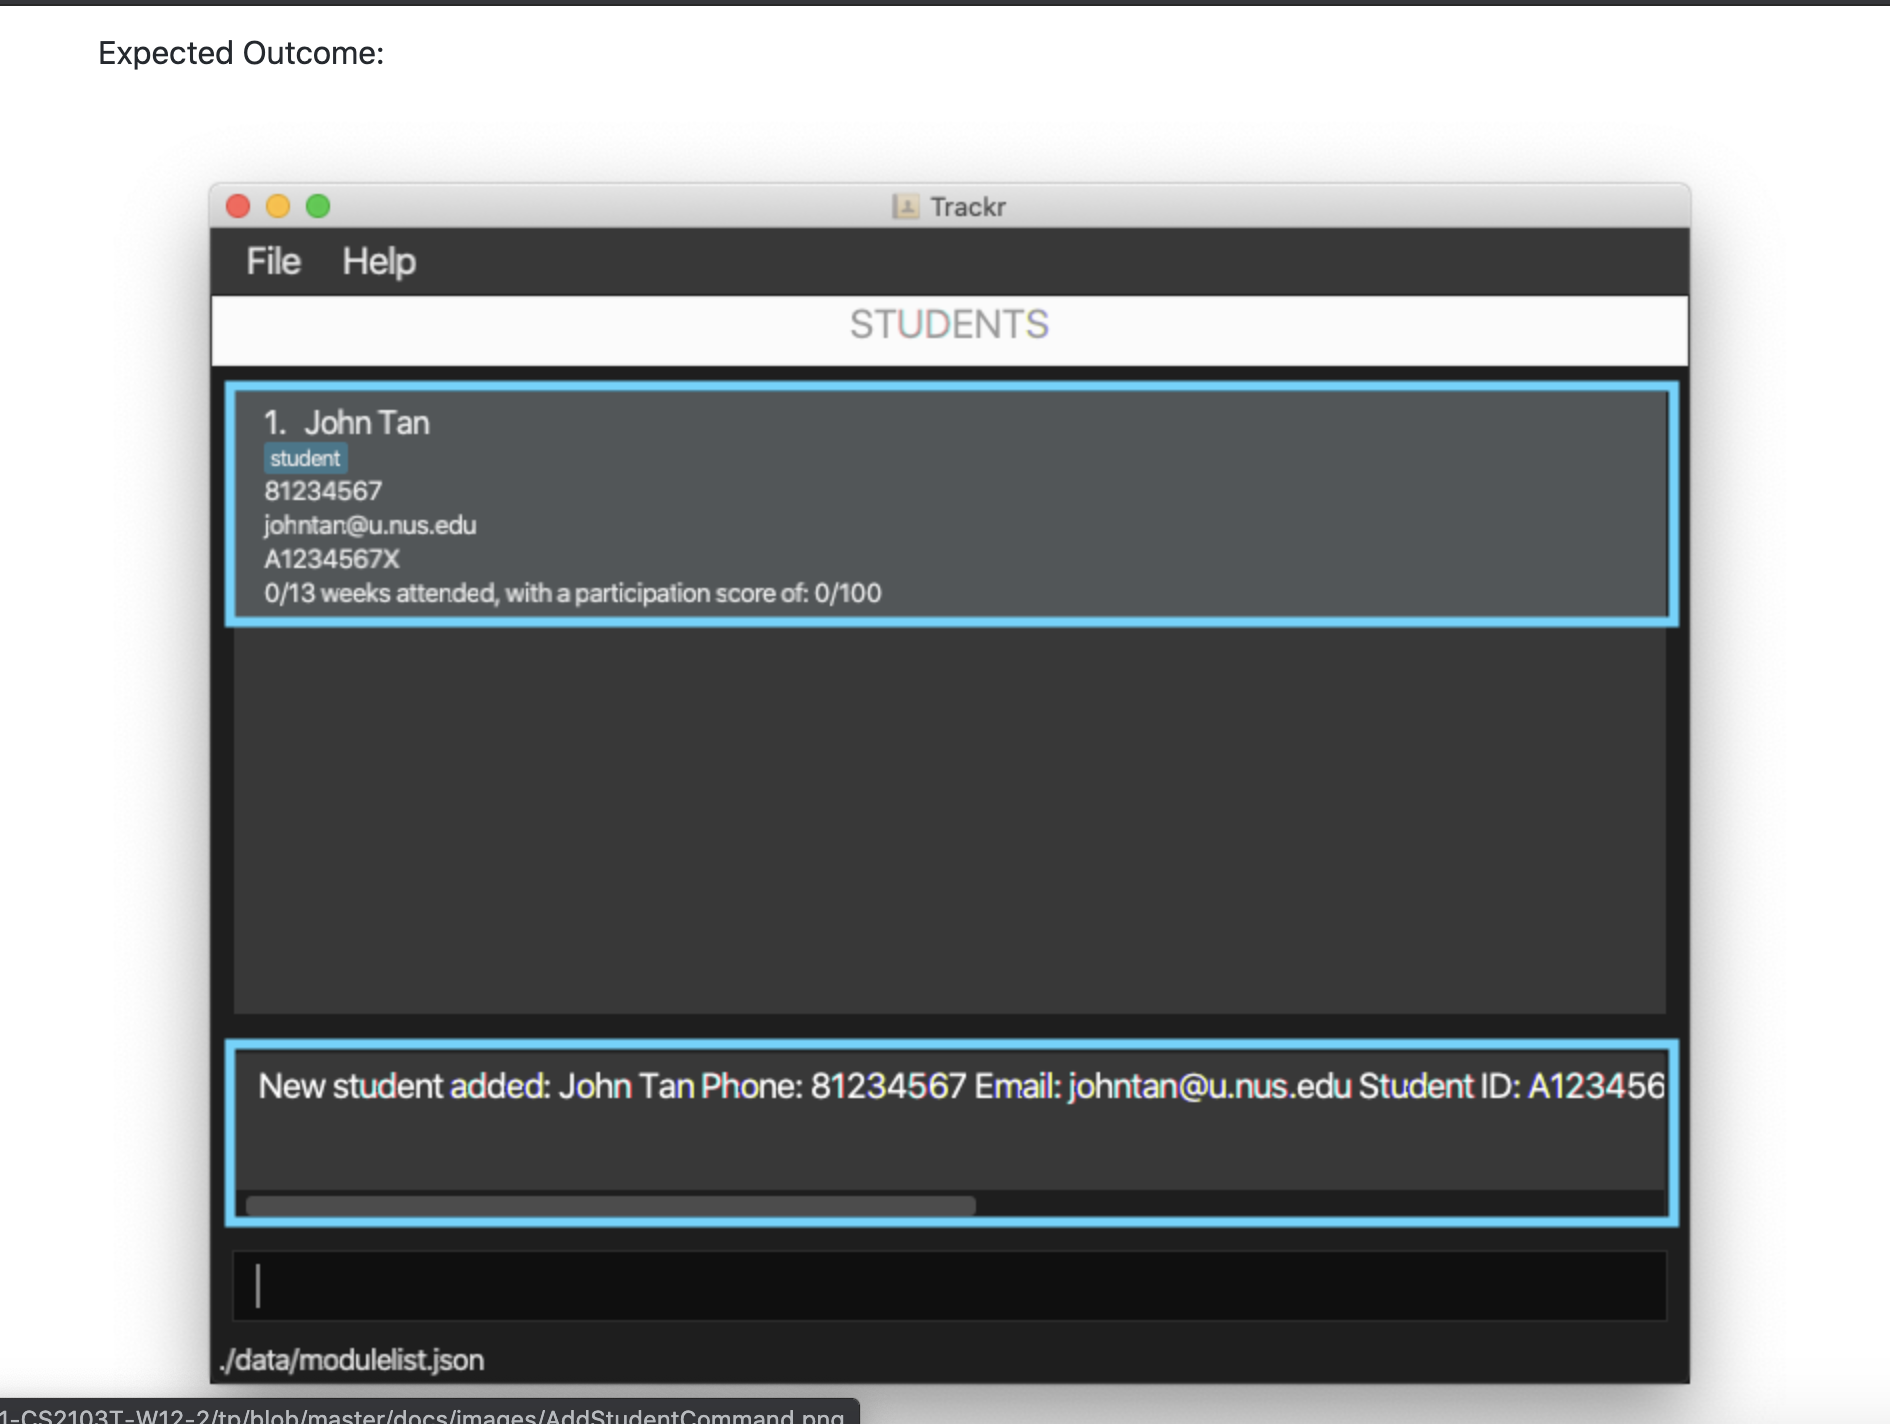 Expected Outcome:
Trackr
File Help
STUDENTS
1. John Tan
student
81234567
johntan@u.nus.edu
A1234567X
0/13 weeks attended, with a participation score of: 0/100
New student added: John Tan Phone: 81234567 Email: johntan@u.nus.edu Student ID: A123456
./data/modulelist.json
1-CS2103T-W12-2/tp/blob/master/docs/images/AddStudentCommand.png